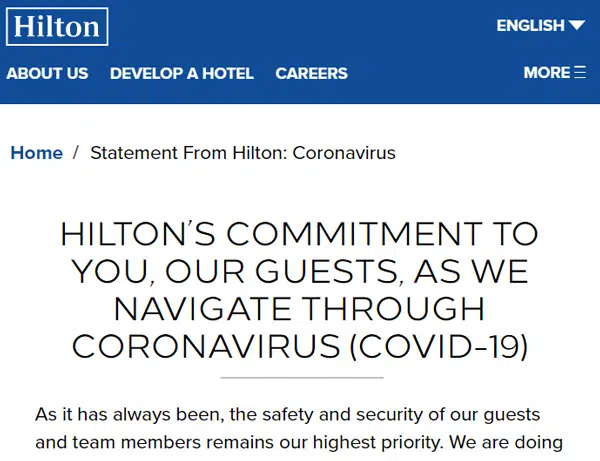 Hilton
ENGLISH
ABOUT US DEVELOP A HOTEL CAREERS MORE
Home / Statement From Hilton: Coronavirus
HILTON'S COMMITMENT TO
YOU, OUR GUESTS, AS WE
NAVIGATE THROUGH
CORONAVIRUS (COVID-19)
As it has always been, the safety and security of our guests
and team members remains our highest priority. We are doing